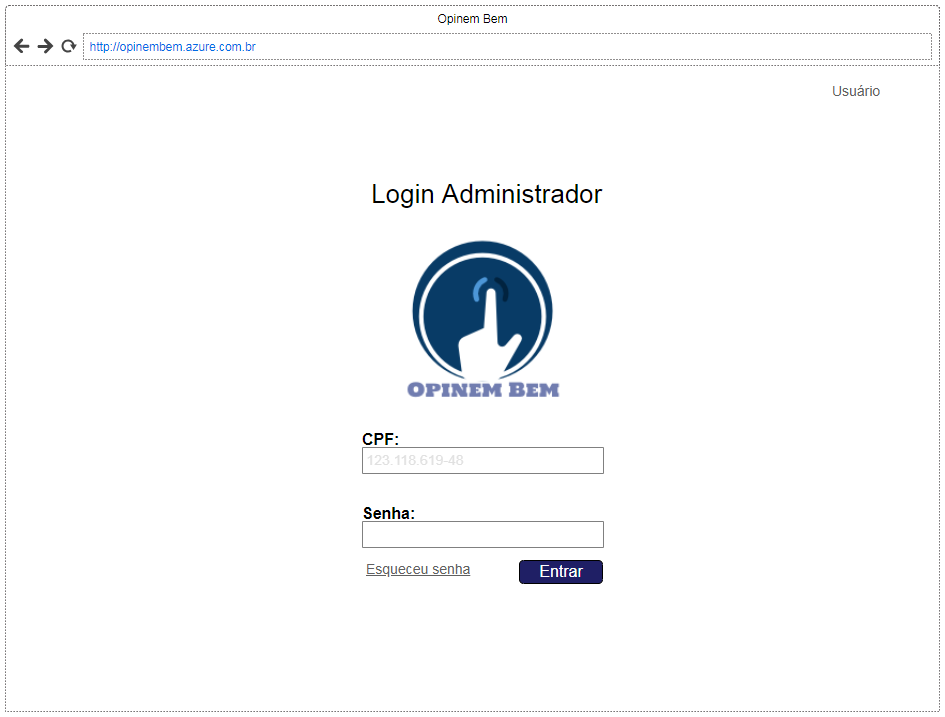 Opinem Bem
http://opinembem.azure.com.br
Usuário
Login Administrador
OPINEM BEM
CPF:
123.118.619-48
Senha:
Esqueceu senha
Entrar